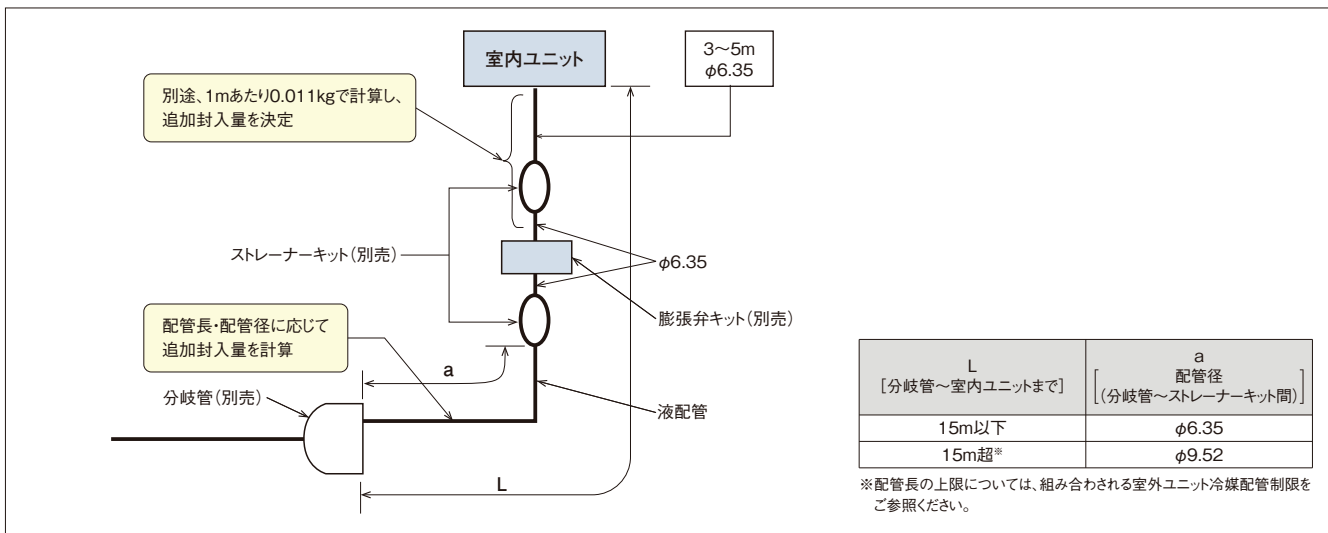 室内ユニット
3～5m
φ6.35
別途、1mあたり0.011kgで計算し、
追加封入量を決定
ストレーナーキット（別売）
φ6.35
膨張弁キット（別売）
配管長・配管径に応じて
追加封入量を計算
a
分岐管（別売）
液配管
L
L
[分岐管～室内ユニットまで]
a
配管径
[(分岐管～ストレーナーキット間)]
15m以下
φ6.35
15m超※
φ9.52
※配管長の上限については、組み合わされる室外ユニット冷媒配管制限を
ご参照ください。